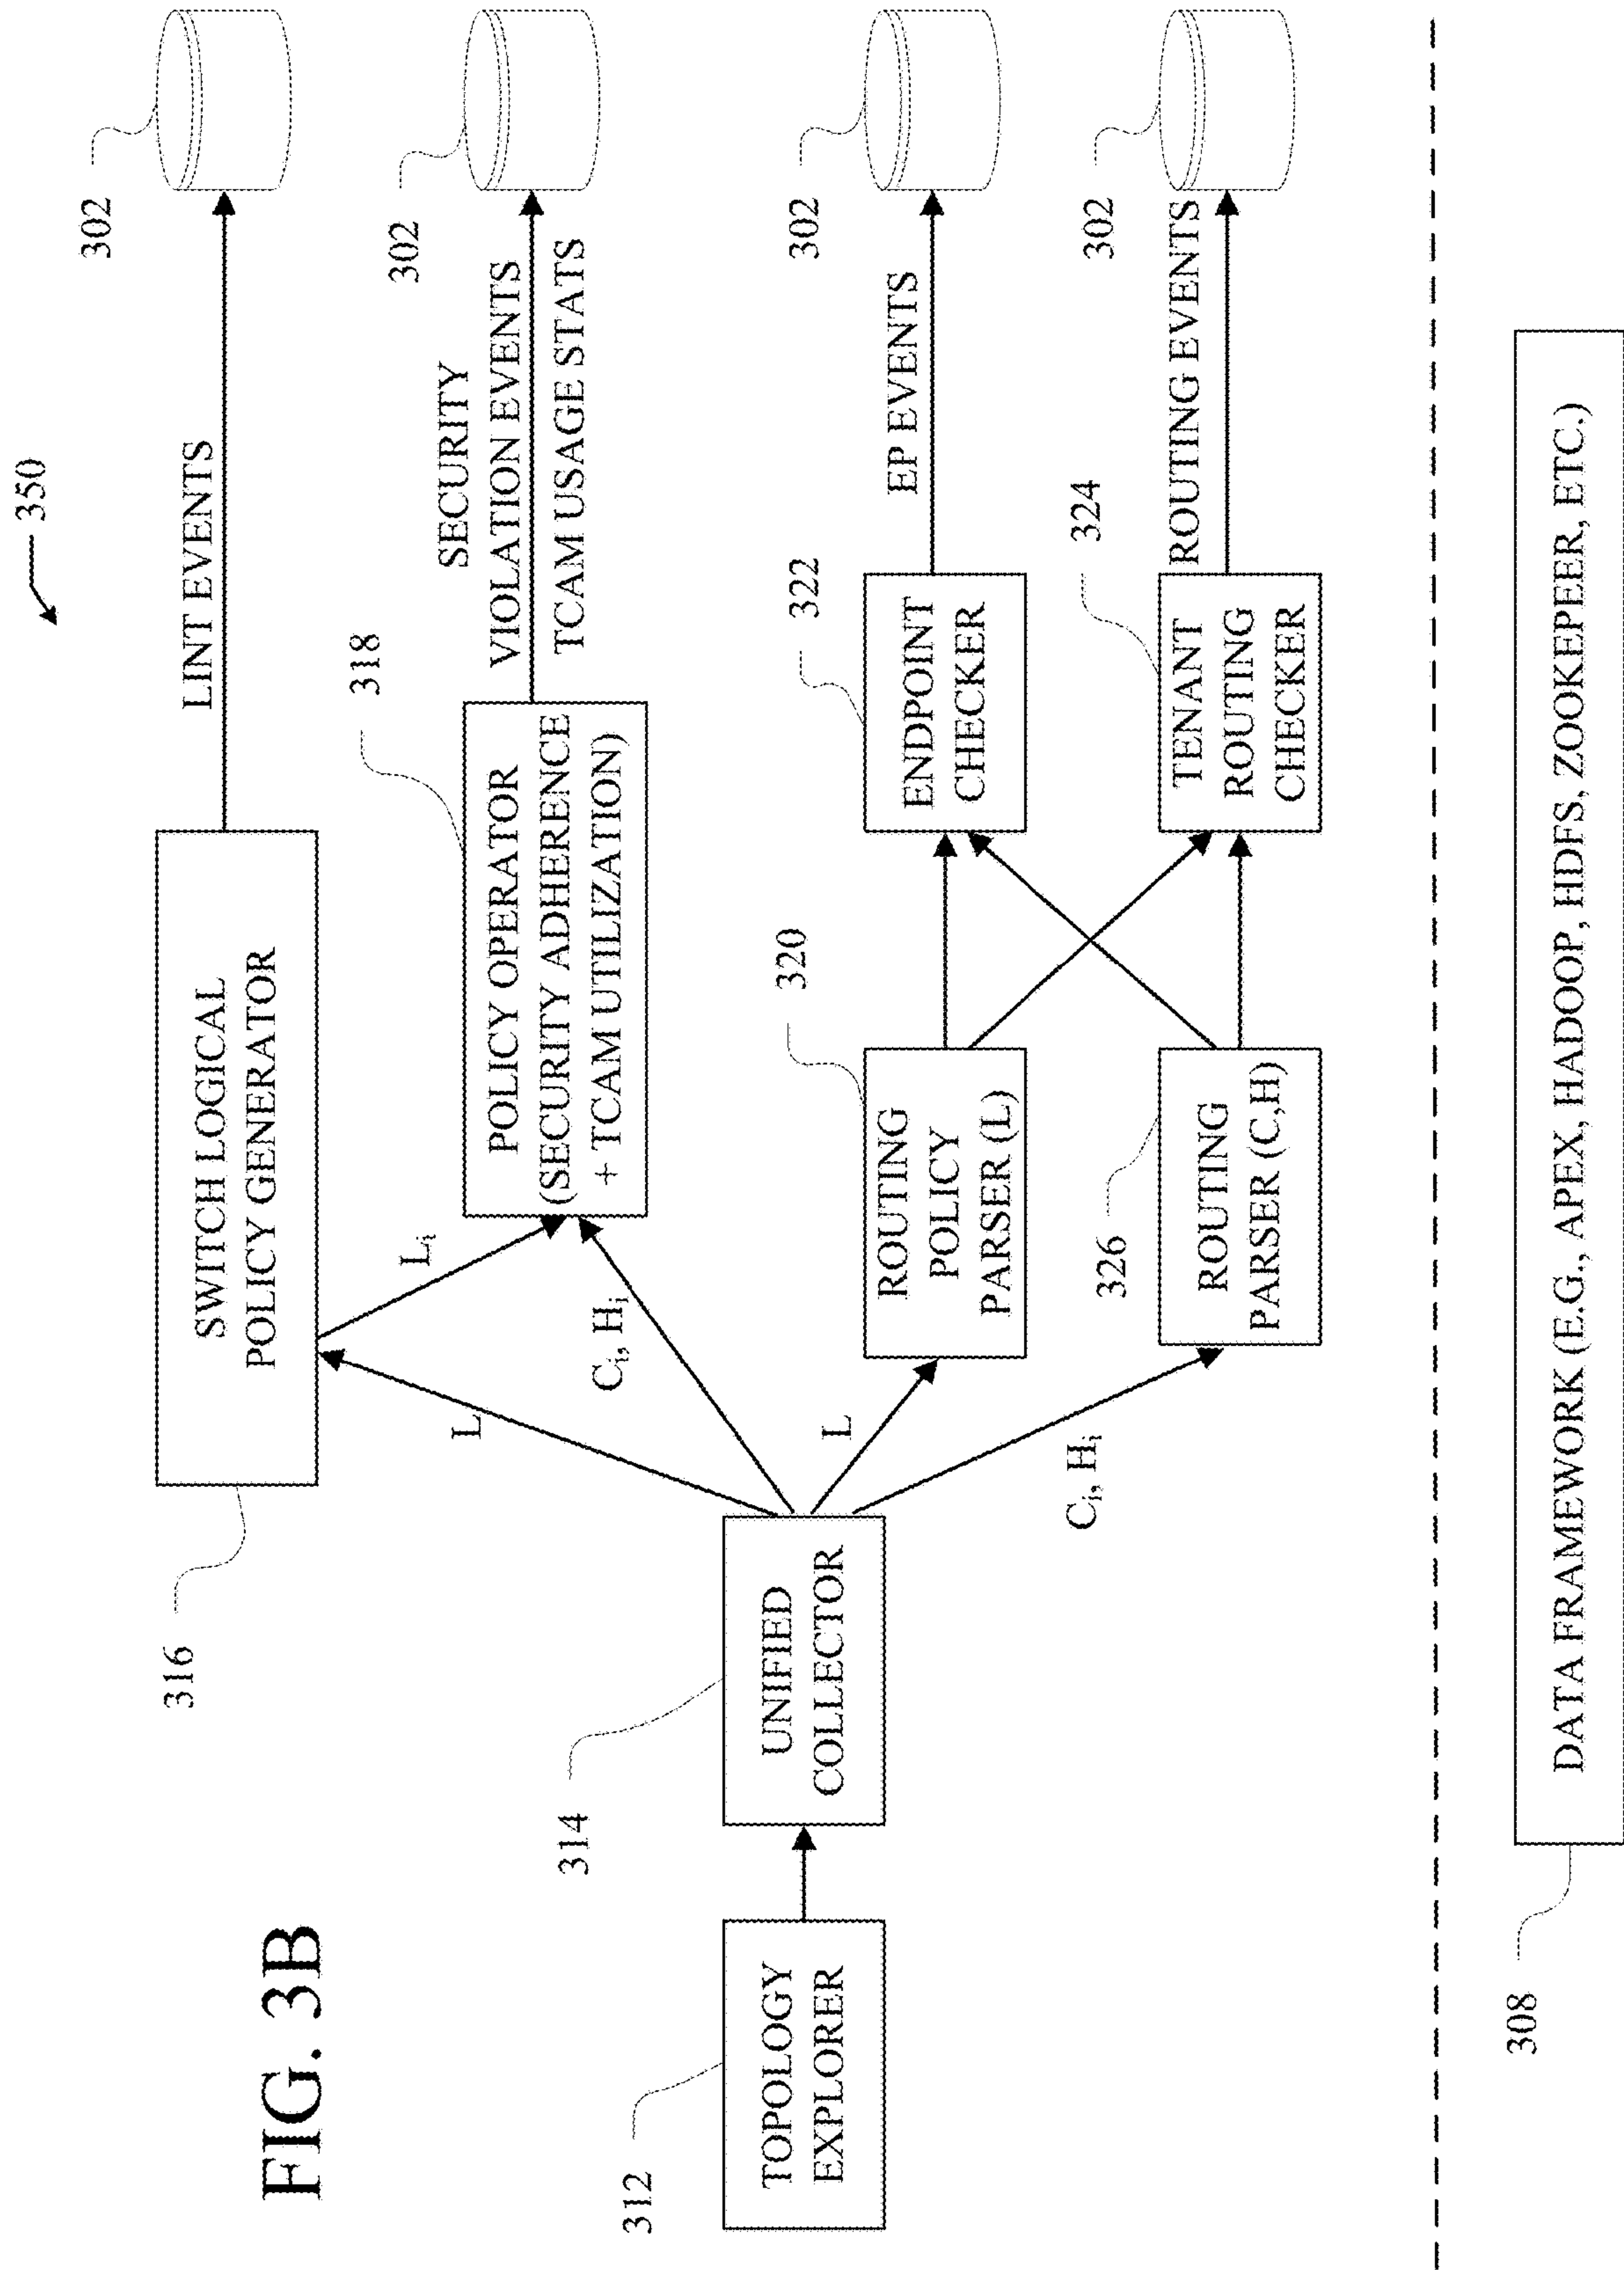 FIG. 3B
350
312
TOPOLOGY
EXPLORER
314
UNIFIED
COLLECTOR
L
Cᵢ, Hᵢ
L
Cᵢ, Hᵢ
316
SWITCH LOGICAL
POLICY GENERATOR
Lᵢ
LINT EVENTS
302
318
POLICY OPERATOR
(SECURITY ADHERENCE
+ TCAM UTILIZATION)
SECURITY
VIOLATION EVENTS
TCAM USAGE STATS
302
320
ROUTING
POLICY
PARSER (L)
322
ENDPOINT
CHECKER
EP EVENTS
302
326
ROUTING
PARSER (C,H)
324
TENANT
ROUTING
CHECKER
ROUTING EVENTS
302
308
DATA FRAMEWORK (E.G., APEX, HADOOP, HDFS, ZOOKEPEER, ETC.)